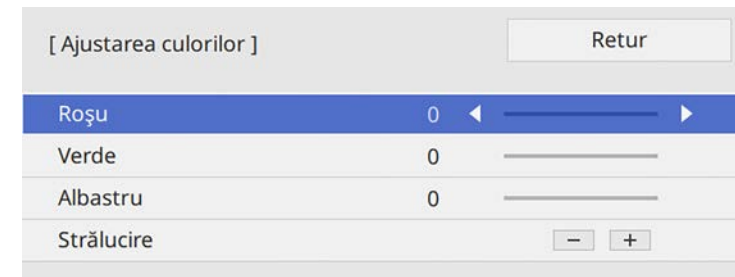 [ Ajustarea culorilor ] Retur
Roşu 0
Verde 0
Albastru 0
Strălucire − +